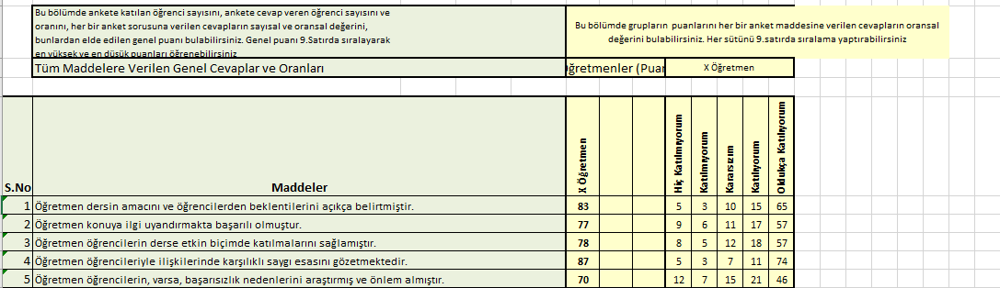 Bu bölümde ankete katılan öğrenci sayısını, ankete cevap veren öğrenci sayısını ve
oranını, her bir anket sorusuna verilen cevapların sayısal ve oransal değerini,
bunlardan elde edilen genel puanı bulabilirsiniz. Genel puanı 9.Satırda sıralayarak
en yüksek ve en düşük puanları öğrenebilirsiniz
Bu bölümde grupların puanlarını her bir anket maddesine verilen cevapların oransal
değerini bulabilirsiniz. Her sütünü 9.satırda sıralama yaptırabilirsiniz
Tüm Maddelere Verilen Genel Cevaplar ve Oranları
ğretmenler (Puan
X Öğretmen
S.No
Maddeler
X Öğretmen
Hiç Katılmıyorum
Katılmıyorum
Kararsızım
Katılıyorum
Oldukça Katılıyorum
1 Öğretmen dersin amacını ve öğrencilerden beklentilerini açıkça belirtmiştir. 83 5 3 10 15 65
2 Öğretmen konuya ilgi uyandırmakta başarılı olmuştur. 77 9 6 11 17 57
3 Öğretmen öğrencilerin derse etkin biçimde katılmalarını sağlamıştır. 78 8 5 12 18 57
4 Öğretmen öğrencileriyle ilişkilerinde karşılıklı saygı esasını gözetmektedir. 87 5 3 7 11 74
5 Öğretmen öğrencilerin, varsa, başarısızlık nedenlerini araştırmış ve önlem almıştır. 70 12 7 15 21 46